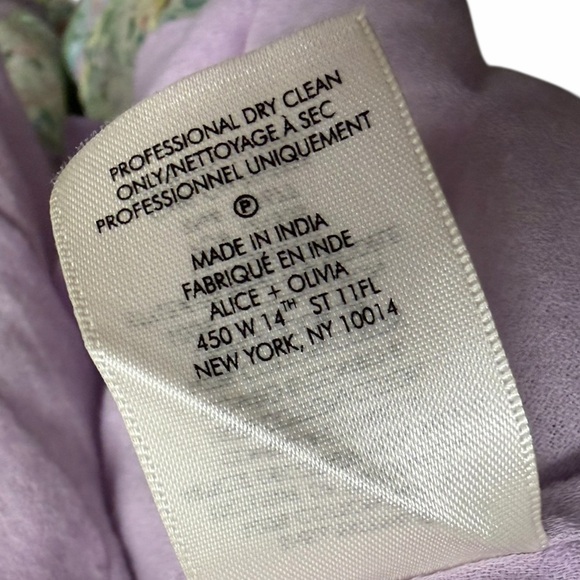 PROFESSIONAL DRY CLEAN
ONLY/NETTOYAGE À SEC
PROFESSIONNEL UNIQUEMENT
P
MADE IN INDIA
FABRIQUÉ EN INDE
ALICE + OLIVIA
450 W 14TH ST 11FL
NEW YORK, NY 10014